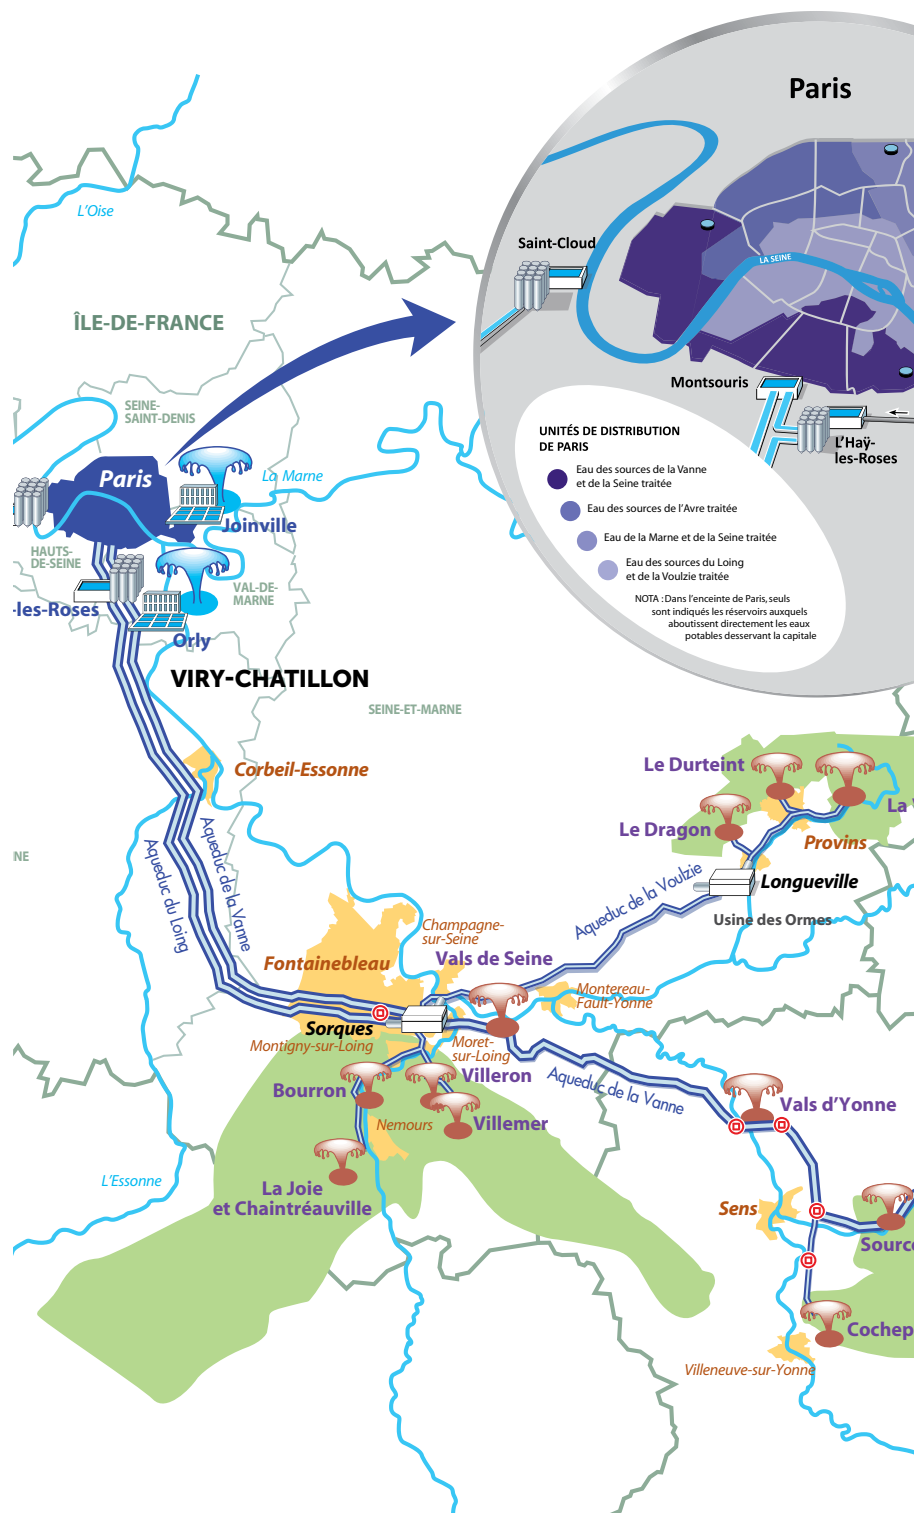 Paris
L'Oise
Saint-Cloud
LA SEINE
ÎLE-DE-FRANCE
Montsouris
SEINE-
SAINT-DENIS
L'Haÿ-
les-Roses
UNITÉS DE DISTRIBUTION
DE PARIS
Eau des sources de la Vanne
et de la Seine traitée
Eau des sources de l'Avre traitée
Eau de la Marne et de la Seine traitée
Eau des sources du Loing
et de la Voulzie traitée
NOTA : Dans l'enceinte de Paris, seuls
sont indiqués les réservoirs auxquels
aboutissent directement les eaux
potables desservant la capitale
Paris
La Marne
Joinville
HAUTS-
DE-SEINE
VAL-DE-
MARNE
-les-Roses
Orly
VIRY-CHATILLON
SEINE-ET-MARNE
Corbeil-Essonne
Le Durteint
La V
Le Dragon
Provins
NE
Aqueduc de la Vanne
Aqueduc du Loing
Longueville
Usine des Ormes
Aqueduc de la Voulzie
Champagne-
sur-Seine
Vals de Seine
Fontainebleau
Montereau-
Fault-Yonne
Sorques
Montigny-sur-Loing
Moret-
sur-Loing
Villeron
Bourron
Aqueduc de la Vanne
Vals d'Yonne
Nemours
Villemer
L'Essonne
La Joie
et Chaintréauville
Sens
Source
Cochep
Villeneuve-sur-Yonne